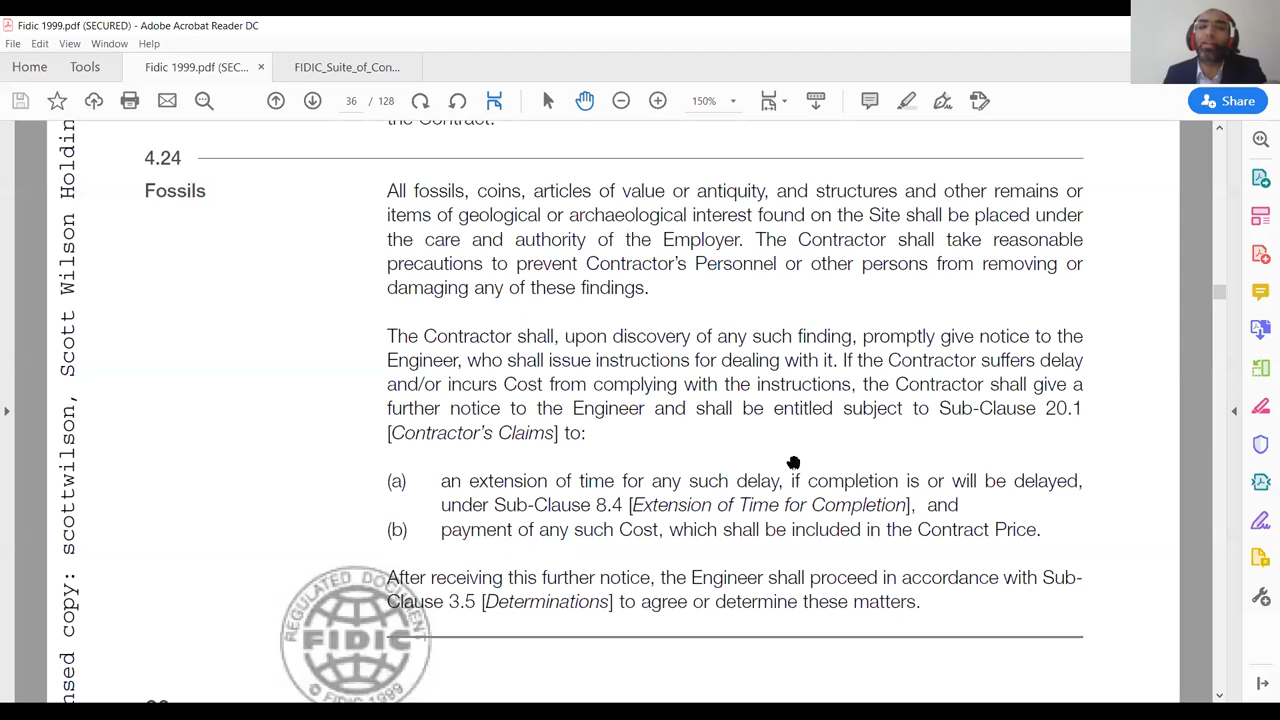 Fidic 1999.pdf (SECURED) - Adobe Acrobat Reader DC
File Edit View Window Help
Home Tools Fidic 1999.pdf (SEC... × FIDIC_Suite_of_Con...
36 / 128 150% Share
the Contract.
4.24
Fossils
All fossils, coins, articles of value or antiquity, and structures and other remains or
items of geological or archaeological interest found on the Site shall be placed under
the care and authority of the Employer. The Contractor shall take reasonable
precautions to prevent Contractor's Personnel or other persons from removing or
damaging any of these findings.
The Contractor shall, upon discovery of any such finding, promptly give notice to the
Engineer, who shall issue instructions for dealing with it. If the Contractor suffers delay
and/or incurs Cost from complying with the instructions, the Contractor shall give a
further notice to the Engineer and shall be entitled subject to Sub-Clause 20.1
[Contractor's Claims] to:
(a) an extension of time for any such delay, if completion is or will be delayed,
under Sub-Clause 8.4 [Extension of Time for Completion], and
(b) payment of any such Cost, which shall be included in the Contract Price.
After receiving this further notice, the Engineer shall proceed in accordance with Sub-
Clause 3.5 [Determinations] to agree or determine these matters.
REGULATED DOCUMENT
FIDIC
© FIDIC 1999
nsed copy: scottwilson, Scott Wilson Holdin